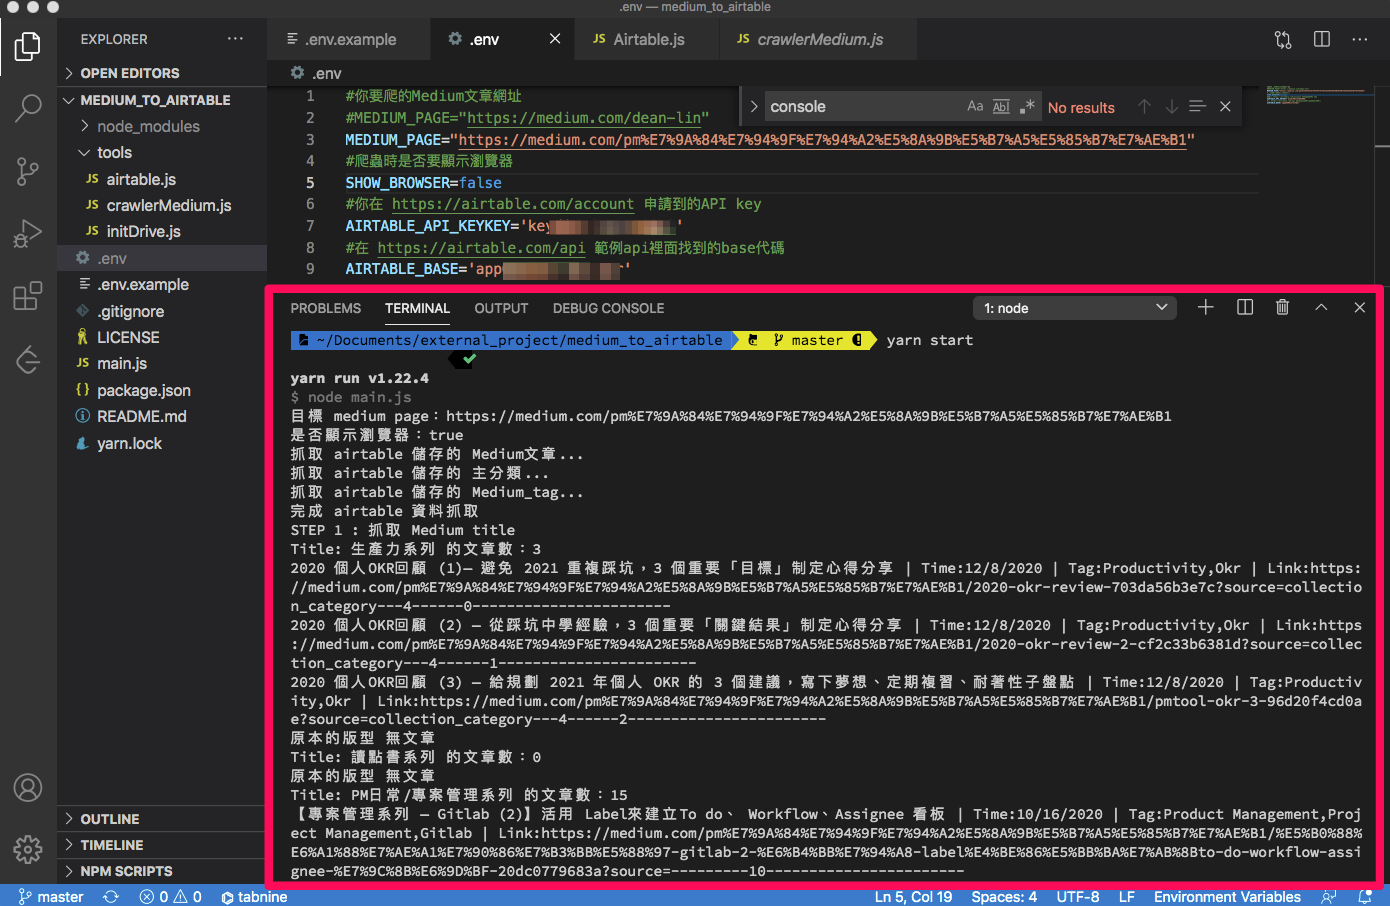 .env — medium_to_airtable
EXPLORER
OPEN EDITORS
MEDIUM_TO_AIRTABLE
node_modules
tools
JS airtable.js
JS crawlerMedium.js
JS initDrive.js
.env
.env.example
.gitignore
LICENSE
JS main.js
{ } package.json
README.md
yarn.lock
OUTLINE
TIMELINE
NPM SCRIPTS
.env.example
.env
JS Airtable.js
JS crawlerMedium.js
.env
console
Aa Abl .*
No results
1 #你要爬的Medium文章網址
2 #MEDIUM_PAGE="https://medium.com/dean-lin"
3 MEDIUM_PAGE="https://medium.com/pm%E7%9A%84%E7%94%9F%E7%94%A2%E5%8A%9B%E5%B7%A5%E5%85%B7%E7%AE%B1"
4 #爬蟲時是否要顯示瀏覽器
5 SHOW_BROWSER=false
6 #你在 https://airtable.com/account 申請到的API key
7 AIRTABLE_API_KEYKEY='key '
8 #在 https://airtable.com/api 範例api裡面找到的base代碼
9 AIRTABLE_BASE='app '
PROBLEMS TERMINAL OUTPUT DEBUG CONSOLE
1: node
~/Documents/external_project/medium_to_airtable master yarn start
yarn run v1.22.4
$ node main.js
目標 medium page：https://medium.com/pm%E7%9A%84%E7%94%9F%E7%94%A2%E5%8A%9B%E5%B7%A5%E5%85%B7%E7%AE%B1
是否顯示瀏覽器：true
抓取 airtable 儲存的 Medium文章...
抓取 airtable 儲存的 主分類...
抓取 airtable 儲存的 Medium_tag...
完成 airtable 資料抓取
STEP 1 : 抓取 Medium title
Title: 生產力系列 的文章數：3
2020 個人OKR回顧 (1)— 避免 2021 重複踩坑，3 個重要「目標」制定心得分享 | Time:12/8/2020 | Tag:Productivity,Okr | Link:https:
//medium.com/pm%E7%9A%84%E7%94%9F%E7%94%A2%E5%8A%9B%E5%B7%A5%E5%85%B7%E7%AE%B1/2020-okr-review-703da56b3e7c?source=collectio
n_category---4------0-----------------------
2020 個人OKR回顧 (2) — 從踩坑中學經驗，3 個重要「關鍵結果」制定心得分享 | Time:12/8/2020 | Tag:Productivity,Okr | Link:https
://medium.com/pm%E7%9A%84%E7%94%9F%E7%94%A2%E5%8A%9B%E5%B7%A5%E5%85%B7%E7%AE%B1/2020-okr-review-2-cf2c33b6381d?source=collec
tion_category---4------1-----------------------
2020 個人OKR回顧 (3) — 給規劃 2021 年個人 OKR 的 3 個建議，寫下夢想、定期複習、耐著性子盤點 | Time:12/8/2020 | Tag:Productiv
ity,Okr | Link:https://medium.com/pm%E7%9A%84%E7%94%9F%E7%94%A2%E5%8A%9B%E5%B7%A5%E5%85%B7%E7%AE%B1/pmtool-okr-3-96d20f4cd0a
e?source=collection_category---4------2-----------------------
原本的版型 無文章
Title: 讀點書系列 的文章數：0
原本的版型 無文章
Title: PM日常/專案管理系列 的文章數：15
【專案管理系列 — Gitlab (2)】活用 Label來建立To do、 Workflow、Assignee 看板 | Time:10/16/2020 | Tag:Product Management,Proj
ect Management,Gitlab | Link:https://medium.com/pm%E7%9A%84%E7%94%9F%E7%94%A2%E5%8A%9B%E5%B7%A5%E5%85%B7%E7%AE%B1/%E5%B0%88%
E6%A1%88%E7%AE%A1%E7%90%86%E7%B3%BB%E5%88%97-gitlab-2-%E6%B4%BB%E7%94%A8-label%E4%BE%86%E5%BB%BA%E7%AB%8Bto-do-workflow-assi
gnee-%E7%9C%8B%E6%9D%BF-20dc0779683a?source=---------10-----------------------
master 0 0 tabnine
Ln 5, Col 19 Spaces: 4 UTF-8 LF Environment Variables